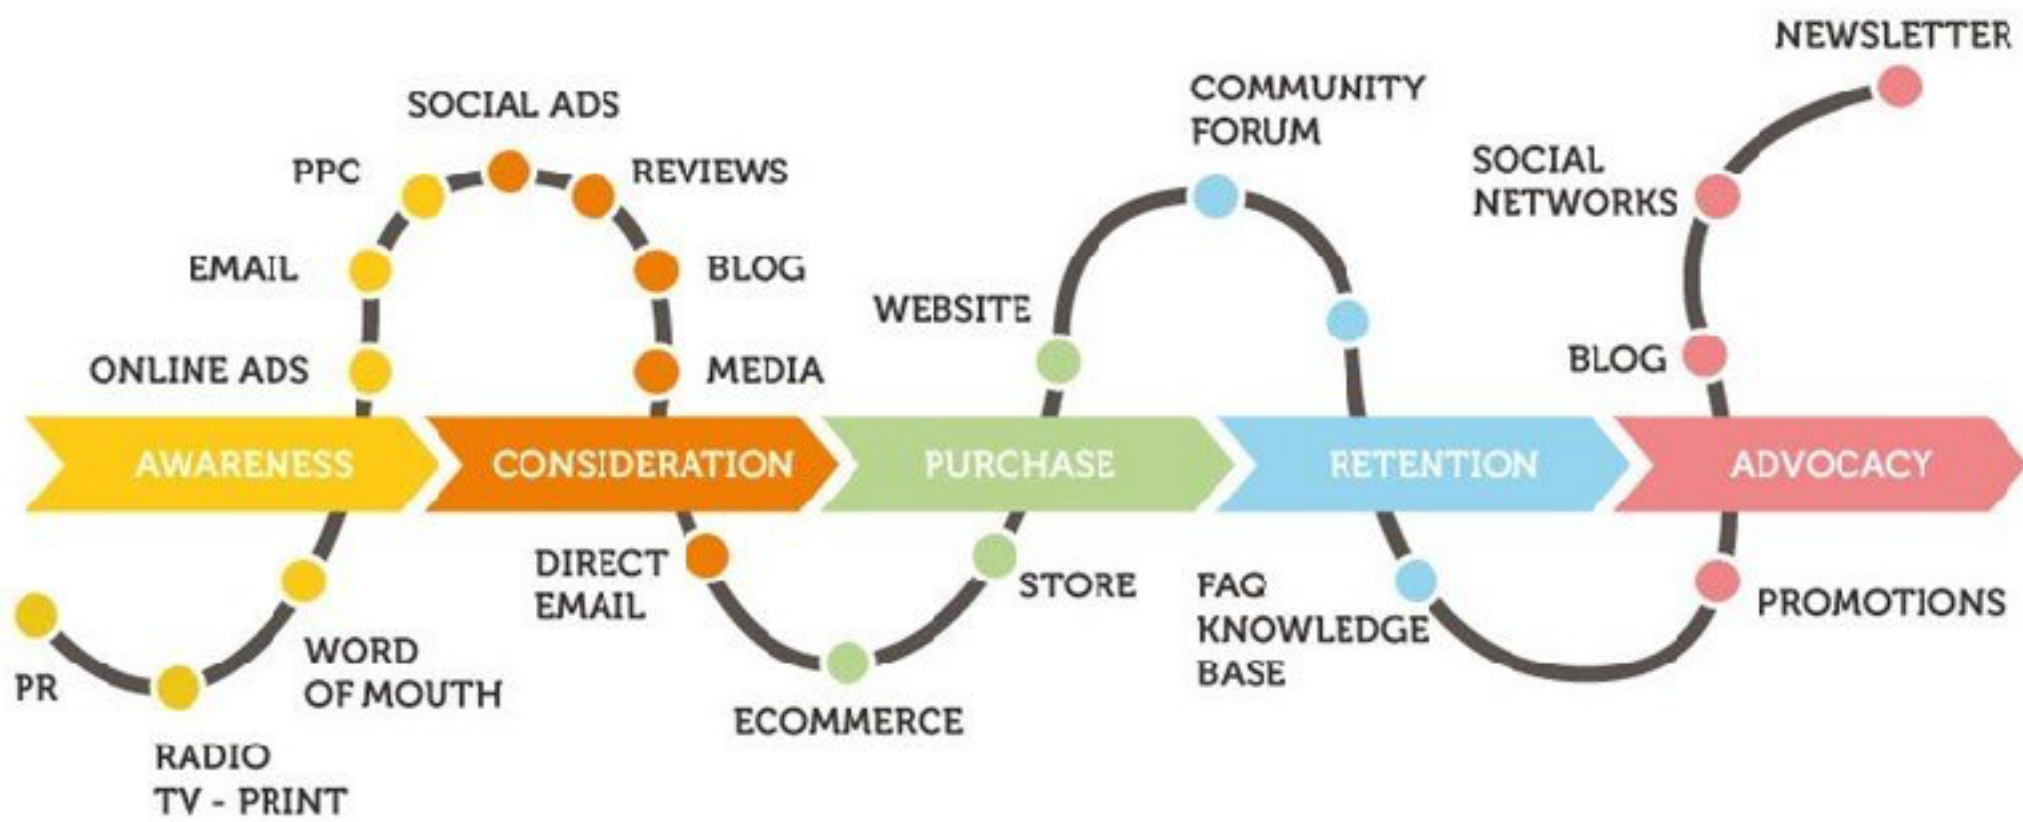 NEWSLETTER
COMMUNITY
FORUM
SOCIAL ADS
PPC
REVIEWS
SOCIAL
NETWORKS
EMAIL
BLOG
WEBSITE
ONLINE ADS
MEDIA
BLOG
AWARENESS
CONSIDERATION
PURCHASE
RETENTION
ADVOCACY
DIRECT
EMAIL
STORE
FAQ
KNOWLEDGE
BASE
PROMOTIONS
WORD
OF MOUTH
PR
ECOMMERCE
RADIO
TV - PRINT